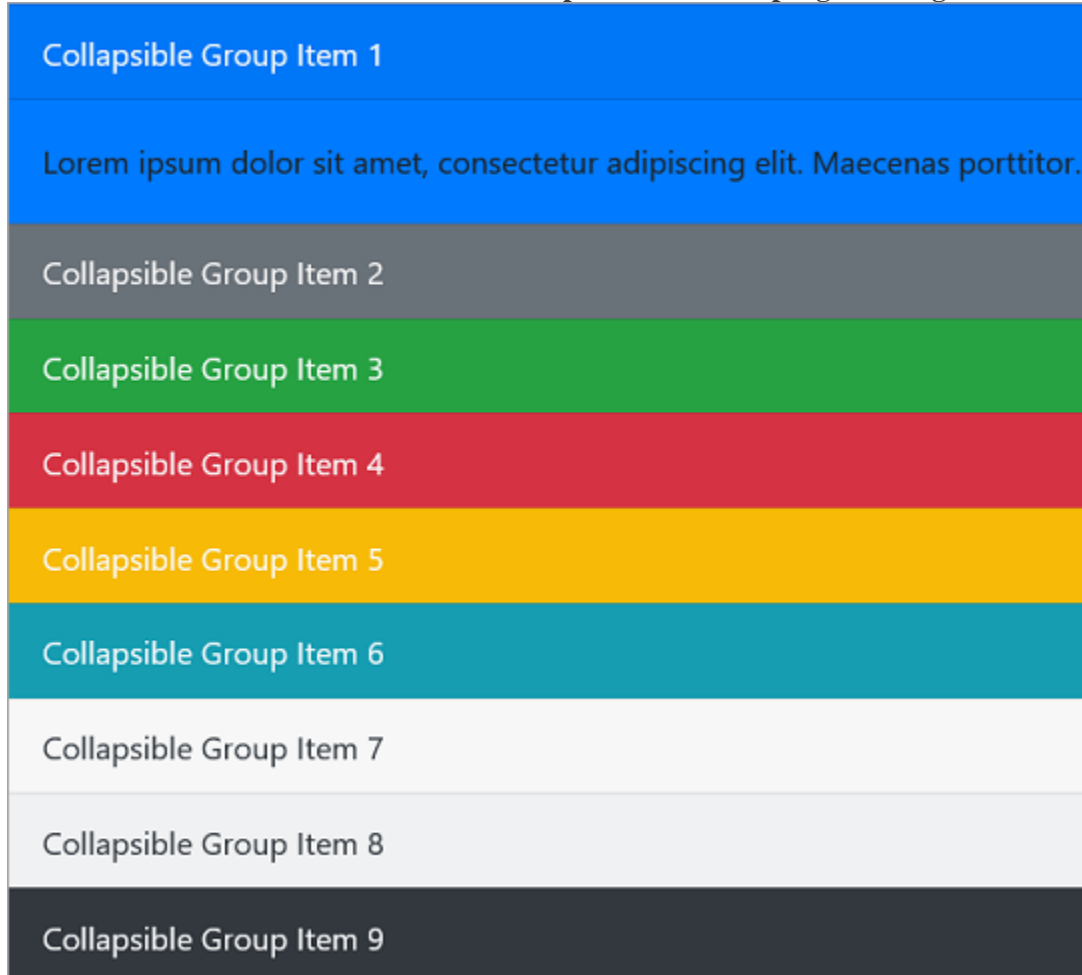 Collapsible Group Item 1
Lorem ipsum dolor sit amet, consectetur adipiscing elit. Maecenas porttitor.
Collapsible Group Item 2
Collapsible Group Item 3
Collapsible Group Item 4
Collapsible Group Item 5
Collapsible Group Item 6
Collapsible Group Item 7
Collapsible Group Item 8
Collapsible Group Item 9